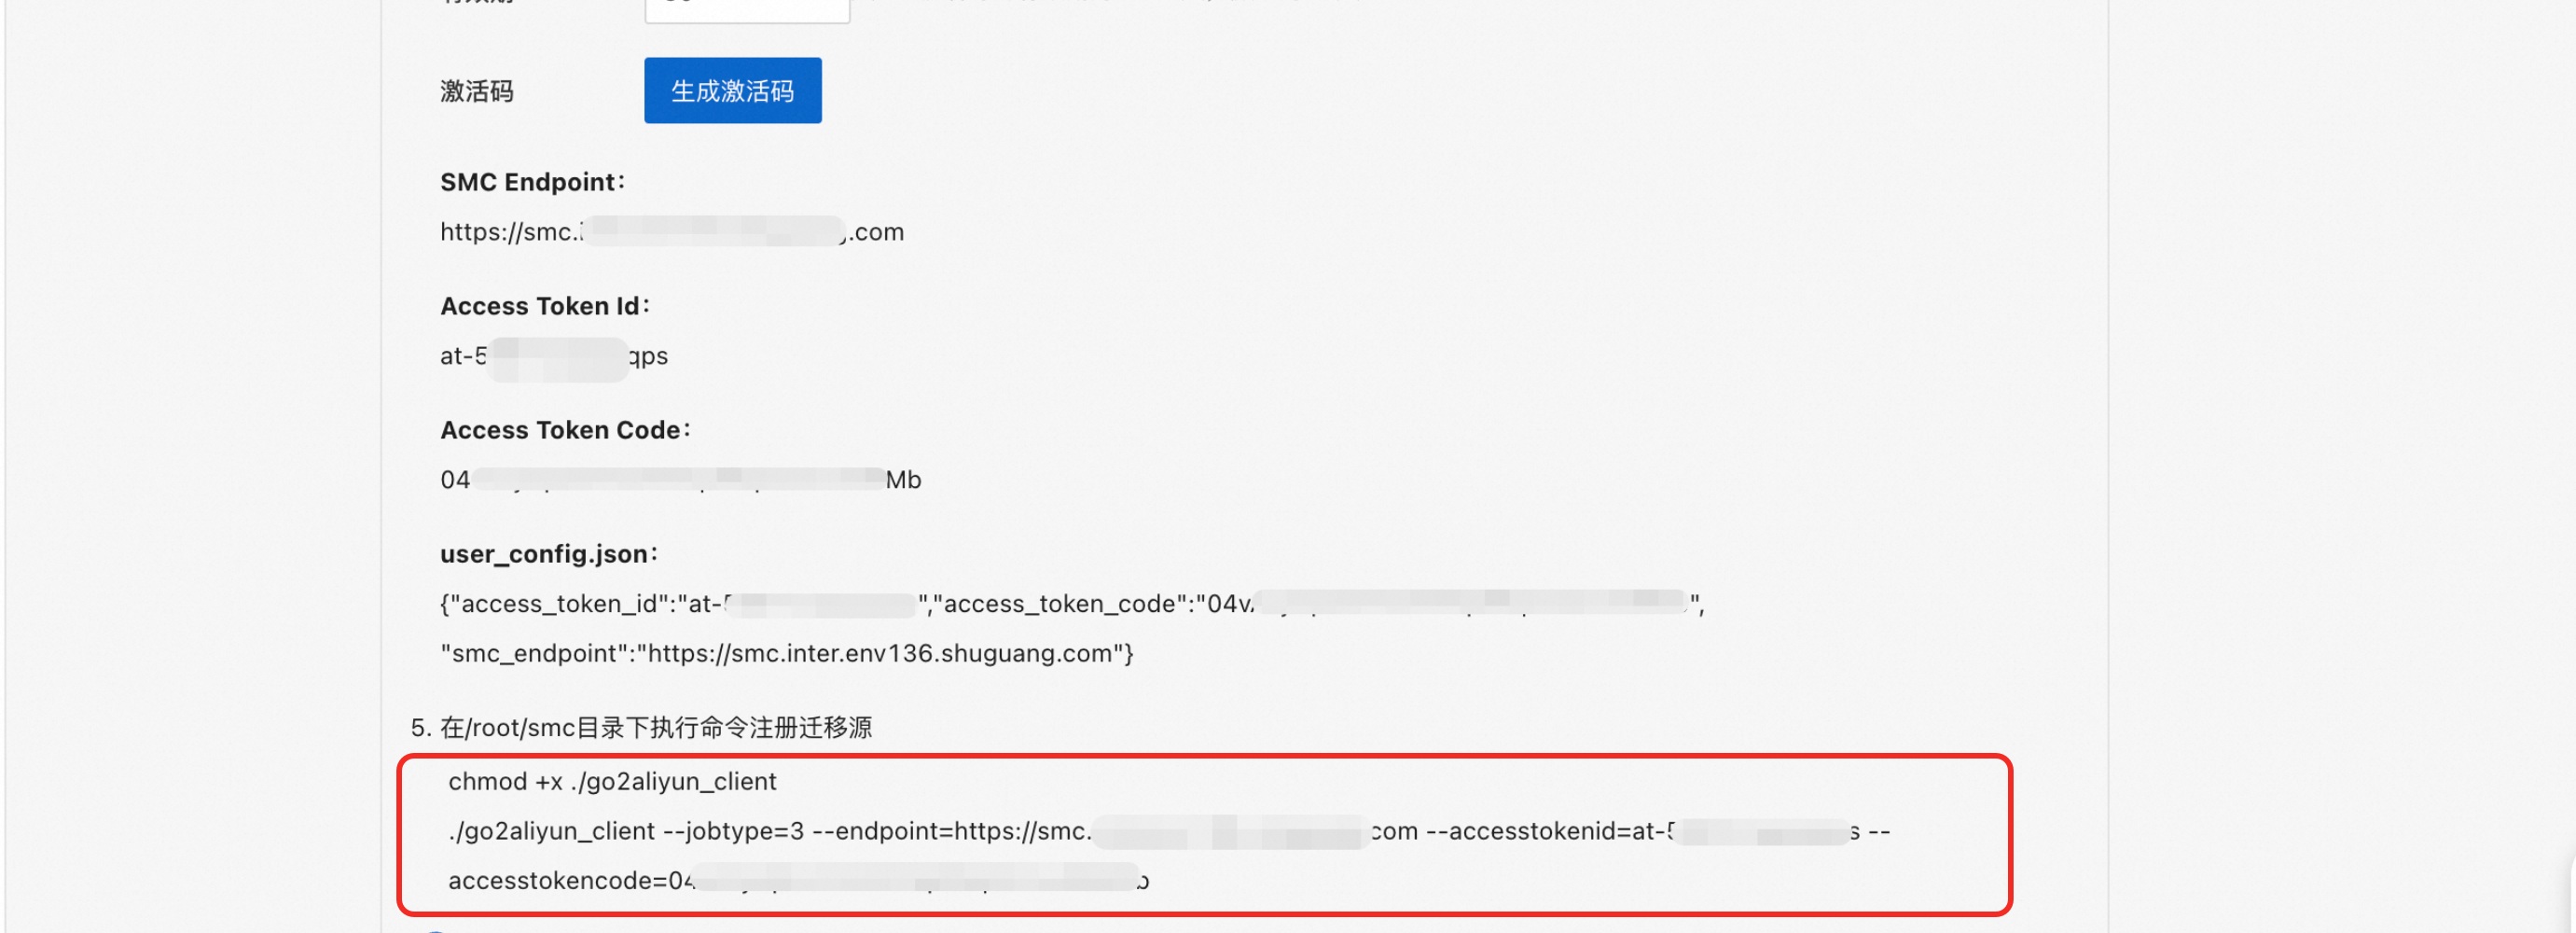 激活码
生成激活码
SMC Endpoint：
https://smc. .com
Access Token Id：
at-5 qps
Access Token Code：
04 Mb
user_config.json：
{"access_token_id":"at- ","access_token_code":"04v ",
"smc_endpoint":"https://smc.inter.env136.shuguang.com"}
5. 在/root/smc目录下执行命令注册迁移源
chmod +x ./go2aliyun_client
./go2aliyun_client --jobtype=3 --endpoint=https://smc. com --accesstokenid=at- s --
accesstokencode=04 b